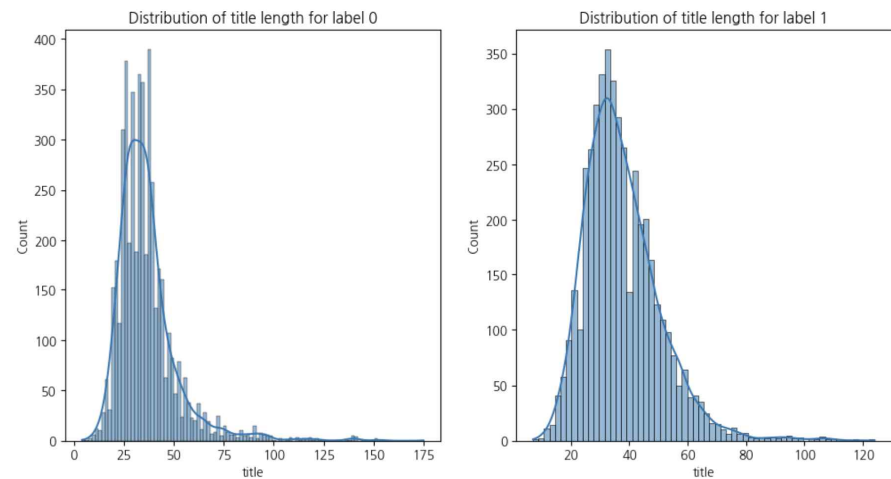 Distribution of title length for label 0
Count
400
350
300
250
200
150
100
50
0
0 25 50 75 100 125 150 175
title
Distribution of title length for label 1
Count
350
300
250
200
150
100
50
0
20 40 60 80 100 120
title